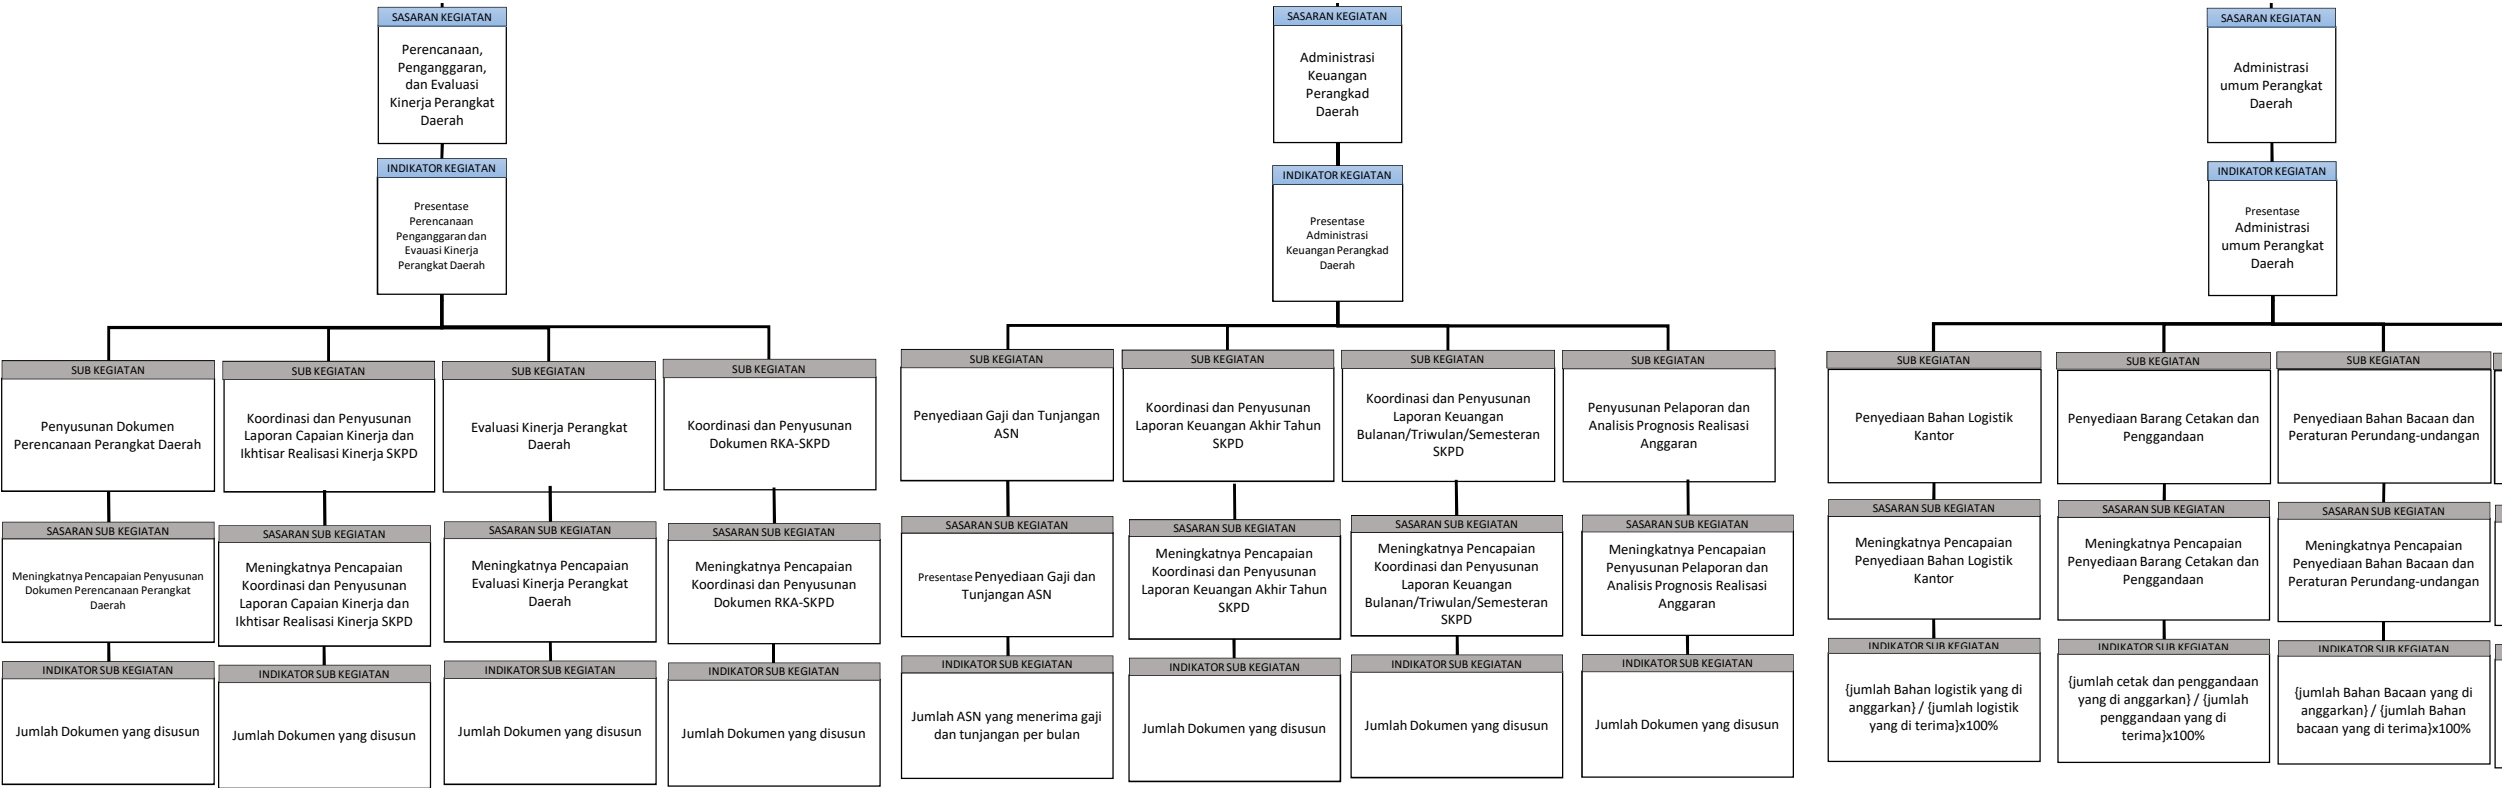 SASARAN KEGIATAN
Perencanaan,
Penganggaran,
dan Evaluasi
Kinerja Perangkat
Daerah
INDIKATOR KEGIATAN
Presentase
Perencanaan
Penganggaran dan
Evauasi Kinerja
Perangkat Daerah
SUB KEGIATAN
Penyusunan Dokumen
Perencanaan Perangkat Daerah
SASARAN SUB KEGIATAN
Meningkatnya Pencapaian Penyusunan
Dokumen Perencanaan Perangkat
Daerah
INDIKATOR SUB KEGIATAN
Jumlah Dokumen yang disusun
SUB KEGIATAN
Koordinasi dan Penyusunan
Laporan Capaian Kinerja dan
Ikhtisar Realisasi Kinerja SKPD
SASARAN SUB KEGIATAN
Meningkatnya Pencapaian
Koordinasi dan Penyusunan
Laporan Capaian Kinerja dan
Ikhtisar Realisasi Kinerja SKPD
INDIKATOR SUB KEGIATAN
Jumlah Dokumen yang disusun
SUB KEGIATAN
Evaluasi Kinerja Perangkat
Daerah
SASARAN SUB KEGIATAN
Meningkatnya Pencapaian
Evaluasi Kinerja Perangkat
Daerah
INDIKATOR SUB KEGIATAN
Jumlah Dokumen yang disusun
SUB KEGIATAN
Koordinasi dan Penyusunan
Dokumen RKA-SKPD
SASARAN SUB KEGIATAN
Meningkatnya Pencapaian
Koordinasi dan Penyusunan
Dokumen RKA-SKPD
INDIKATOR SUB KEGIATAN
Jumlah Dokumen yang disusun
SASARAN KEGIATAN
Administrasi
Keuangan
Perangkad
Daerah
INDIKATOR KEGIATAN
Presentase
Administrasi
Keuangan Perangkad
Daerah
SUB KEGIATAN
Penyediaan Gaji dan Tunjangan
ASN
SASARAN SUB KEGIATAN
Presentase Penyediaan Gaji dan
Tunjangan ASN
INDIKATOR SUB KEGIATAN
Jumlah ASN yang menerima gaji
dan tunjangan per bulan
SUB KEGIATAN
Koordinasi dan Penyusunan
Laporan Keuangan Akhir Tahun
SKPD
SASARAN SUB KEGIATAN
Meningkatnya Pencapaian
Koordinasi dan Penyusunan
Laporan Keuangan Akhir Tahun
SKPD
INDIKATOR SUB KEGIATAN
Jumlah Dokumen yang disusun
SUB KEGIATAN
Koordinasi dan Penyusunan
Laporan Keuangan
Bulanan/Triwulan/Semesteran
SKPD
SASARAN SUB KEGIATAN
Meningkatnya Pencapaian
Koordinasi dan Penyusunan
Laporan Keuangan
Bulanan/Triwulan/Semesteran
SKPD
INDIKATOR SUB KEGIATAN
Jumlah Dokumen yang disusun
SUB KEGIATAN
Penyusunan Pelaporan dan
Analisis Prognosis Realisasi
Anggaran
SASARAN SUB KEGIATAN
Meningkatnya Pencapaian
Penyusunan Pelaporan dan
Analisis Prognosis Realisasi
Anggaran
INDIKATOR SUB KEGIATAN
Jumlah Dokumen yang disusun
SASARAN KEGIATAN
Administrasi
umum Perangkat
Daerah
INDIKATOR KEGIATAN
Presentase
Administrasi
umum Perangkat
Daerah
SUB KEGIATAN
Penyediaan Bahan Logistik
Kantor
SASARAN SUB KEGIATAN
Meningkatnya Pencapaian
Penyediaan Bahan Logistik
Kantor
INDIKATOR SUB KEGIATAN
{jumlah Bahan logistik yang di
anggarkan} / {jumlah logistik
yang di terima}x100%
SUB KEGIATAN
Penyediaan Barang Cetakan dan
Penggandaan
SASARAN SUB KEGIATAN
Meningkatnya Pencapaian
Penyediaan Barang Cetakan dan
Penggandaan
INDIKATOR SUB KEGIATAN
{jumlah cetak dan penggandaan
yang di anggarkan} / {jumlah
penggandaan yang di
terima}x100%
SUB KEGIATAN
Penyediaan Bahan Bacaan dan
Peraturan Perundang-undangan
SASARAN SUB KEGIATAN
Meningkatnya Pencapaian
Penyediaan Bahan Bacaan dan
Peraturan Perundang-undangan
INDIKATOR SUB KEGIATAN
{jumlah Bahan Bacaan yang di
anggarkan} / {jumlah Bahan
bacaan yang di terima}x100%